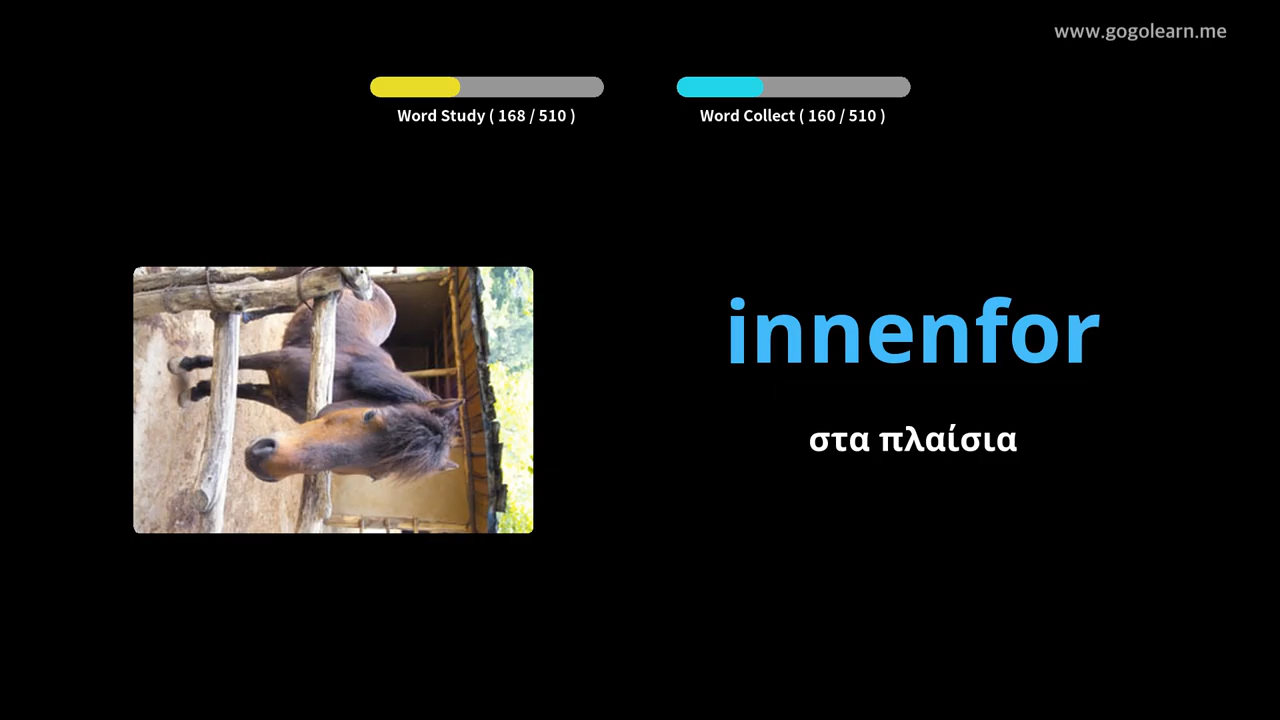 www.gogolearn.me
Word Study ( 168 / 510 )
Word Collect ( 160 / 510 )
innenfor
στα πλαίσια